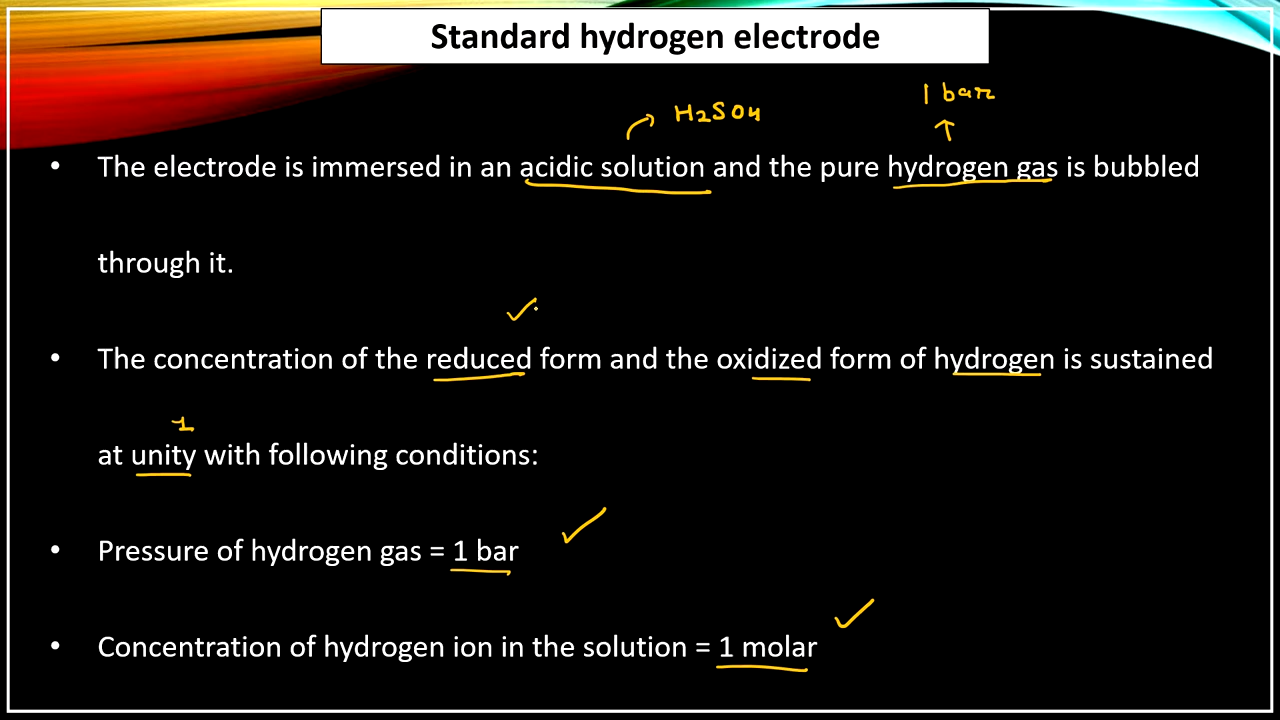 Standard hydrogen electrode
1 bar
H2SO4
• The electrode is immersed in an acidic solution and the pure hydrogen gas is bubbled
through it.
• The concentration of the reduced form and the oxidized form of hydrogen is sustained
1
at unity with following conditions:
• Pressure of hydrogen gas = 1 bar
• Concentration of hydrogen ion in the solution = 1 molar